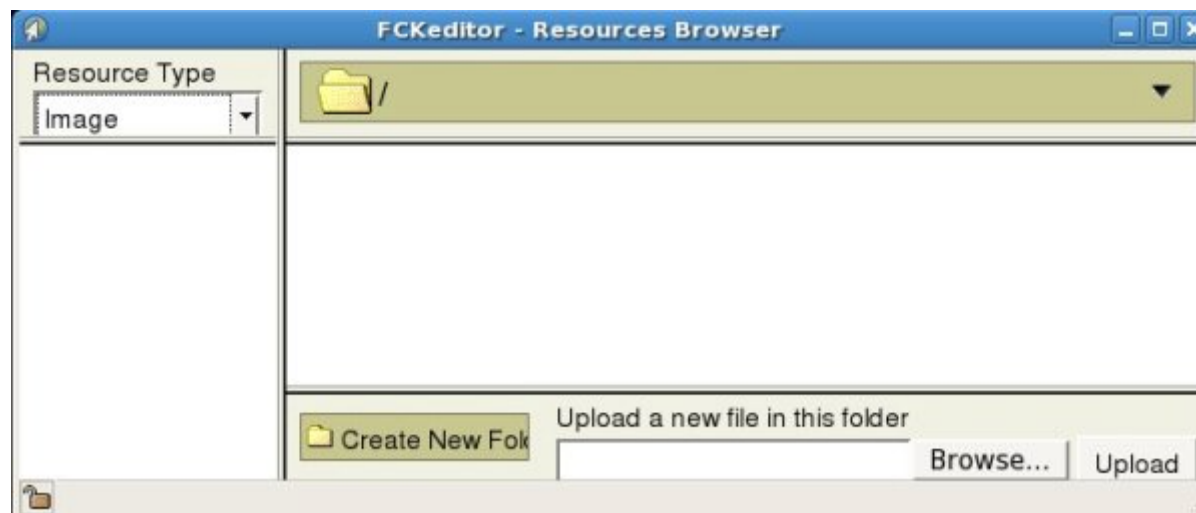 FCKeditor - Resources Browser
Resource Type
Image
/
Upload a new file in this folder
Create New Fol
Browse...
Upload